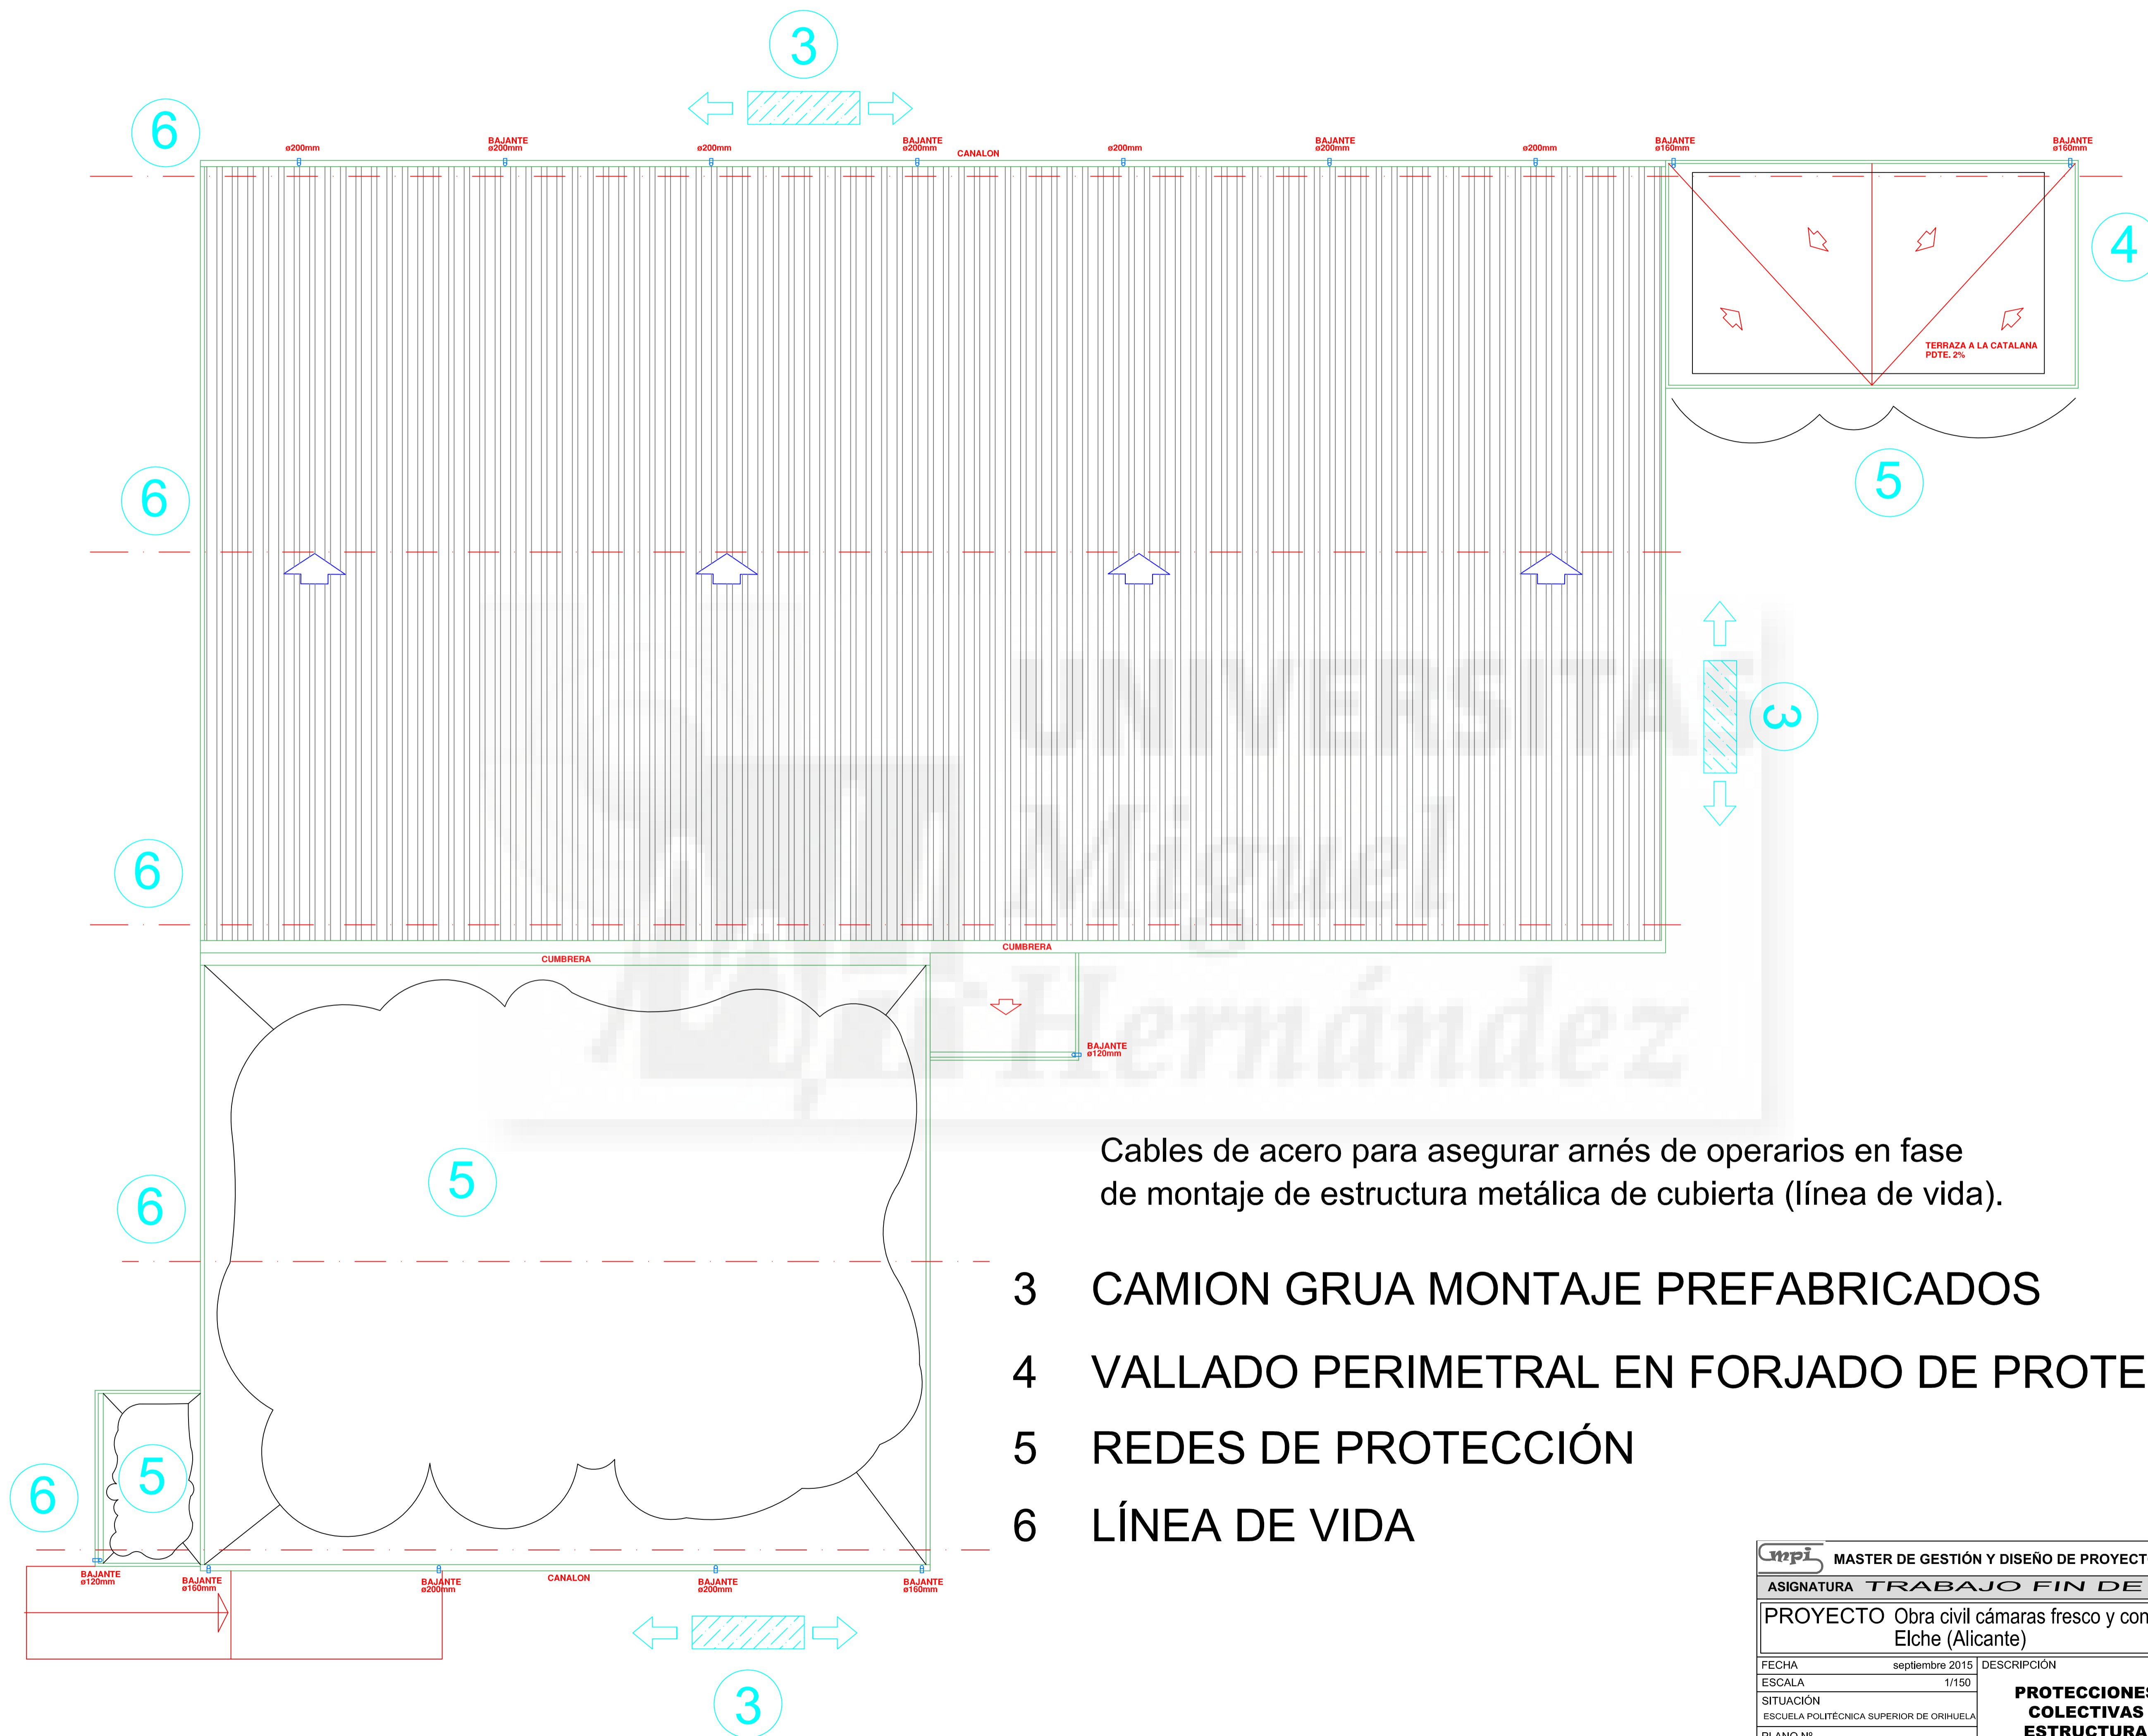 3
6
ø200mm
BAJANTE
ø200mm
ø200mm
BAJANTE
ø200mm
CANALON
ø200mm
BAJANTE
ø200mm
ø200mm
BAJANTE
ø160mm
BAJANTE
ø160mm
4
TERRAZA A LA CATALANA
PDTE. 2%
5
6
3
UNIVERSITAS
Miguel
Hernández
6
CUMBRERA
CUMBRERA
BAJANTE
ø120mm
5
6
Cables de acero para asegurar arnés de operarios en fase
de montaje de estructura metálica de cubierta (línea de vida).
3 CAMION GRUA MONTAJE PREFABRICADOS
4 VALLADO PERIMETRAL EN FORJADO DE PROTE
5 REDES DE PROTECCIÓN
6 LÍNEA DE VIDA
5
6
BAJANTE
ø120mm
BAJANTE
ø160mm
BAJANTE
ø200mm
CANALON
BAJANTE
ø200mm
BAJANTE
ø160mm
3
mpi MASTER DE GESTIÓN Y DISEÑO DE PROYECTO
ASIGNATURA TRABAJO FIN DE
PROYECTO Obra civil cámaras fresco y con
Elche (Alicante)
FECHA septiembre 2015 DESCRIPCIÓN
ESCALA 1/150
SITUACIÓN
ESCUELA POLITÉCNICA SUPERIOR DE ORIHUELA
PLANO Nº
PROTECCIONES
COLECTIVAS
ESTRUCTURA